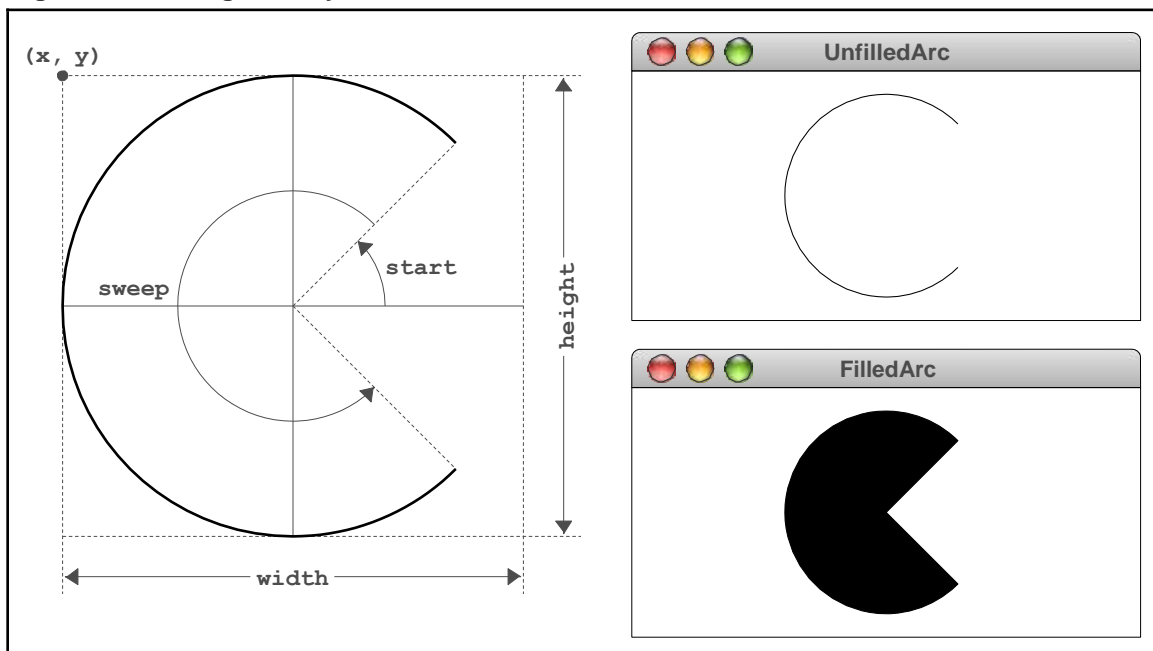 (x, y)
sweep
start
height
width
UnfilledArc
FilledArc